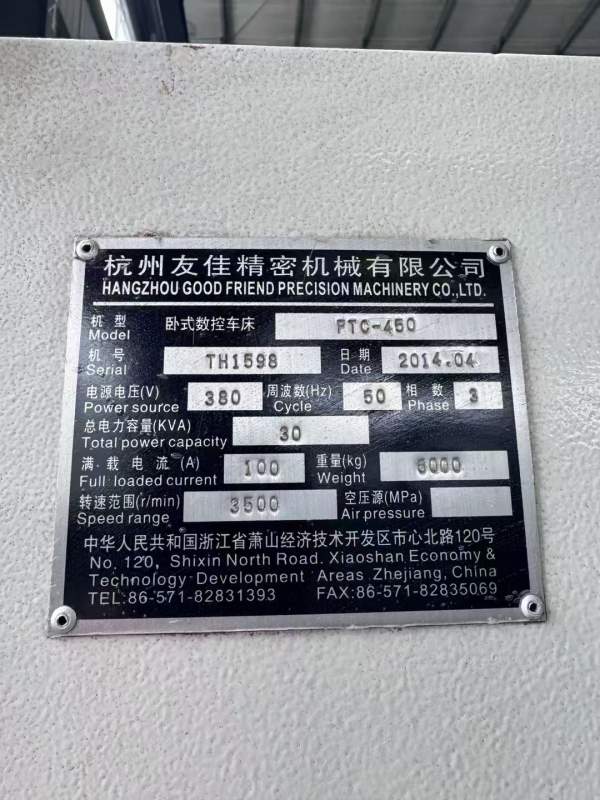 杭州友佳精密机械有限公司
HANGZHOU GOOD FRIEND PRECISION MACHINERY CO.,LTD.
机型 卧式数控车床 FTC-450
Model
机号 TH1598 日期 2014.04
Serial Date
电源电压(V) 380 周波数(Hz) 50 相数 3
Power source Cycle Phase
总电力容量(KVA) 30
Total power capacity
满载电流(A) 100 重量(kg) 6000
Full loaded current Weight
转速范围(r/min) 3500 空压源(MPa)
Speed range Air pressure
中华人民共和国浙江省萧山经济技术开发区市心北路120号
No. 120, Shixin North Road. Xiaoshan Economy &
Technology Development Areas Zhejiang, China
TEL:86-571-82831393 FAX:86-571-82835069